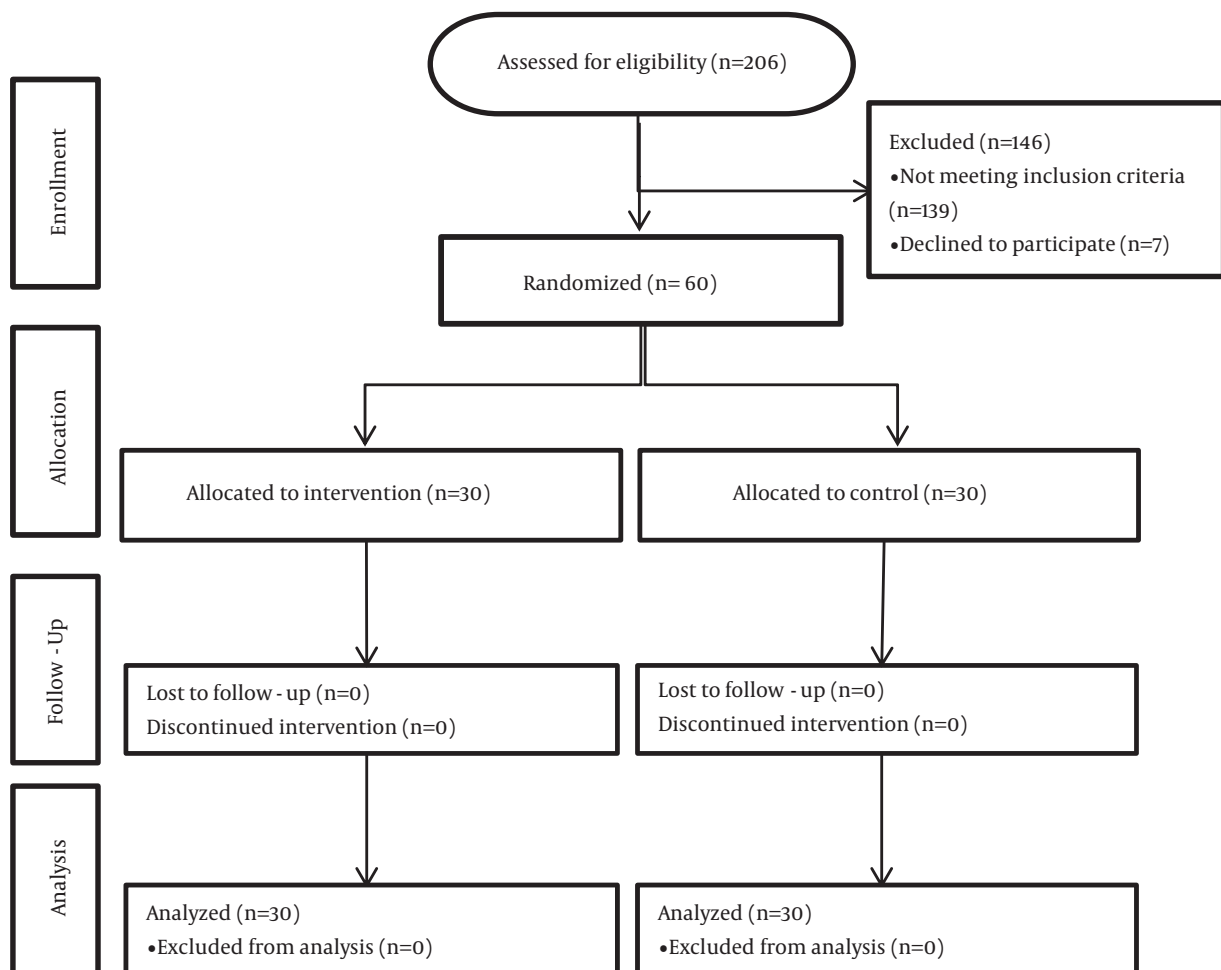 Assessed for eligibility (n=206)
Enrollment
Excluded (n=146)
•Not meeting inclusion criteria
(n=139)
•Declined to participate (n=7)
Randomized (n= 60)
Allocation
Allocated to intervention (n=30)
Allocated to control (n=30)
Follow - Up
Lost to follow - up (n=0)
Discontinued intervention (n=0)
Lost to follow - up (n=0)
Discontinued intervention (n=0)
Analysis
Analyzed (n=30)
•Excluded from analysis (n=0)
Analyzed (n=30)
•Excluded from analysis (n=0)